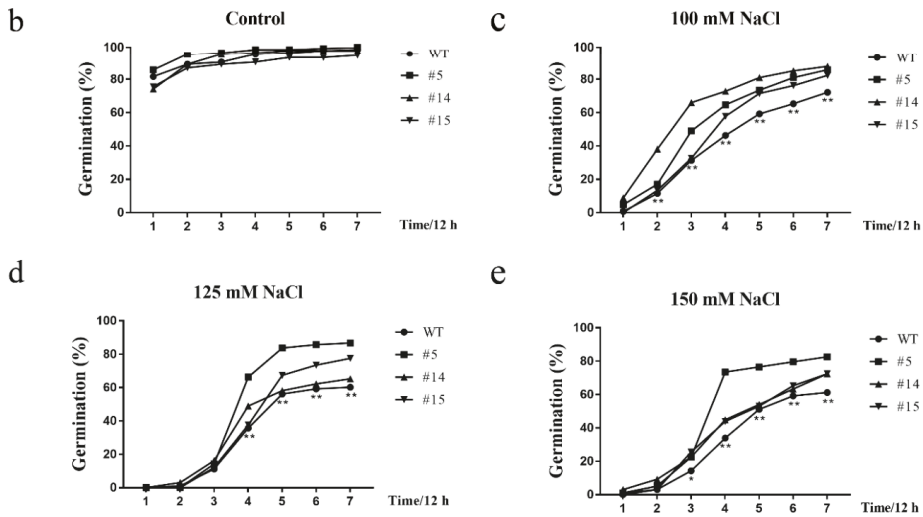 b
Control
Germination (%)
100
80
60
40
20
0
1 2 3 4 5 6 7
Time/12 h
WT
#5
#14
#15
c
100 mM NaCl
Germination (%)
100
80
60
40
20
0
** ** ** ** ** **
1 2 3 4 5 6 7
Time/12 h
WT
#5
#14
#15
d
125 mM NaCl
Germination (%)
100
80
60
40
20
0
** ** ** **
1 2 3 4 5 6 7
Time/12 h
WT
#5
#14
#15
e
150 mM NaCl
Germination (%)
100
80
60
40
20
0
* ** ** ** **
1 2 3 4 5 6 7
Time/12 h
WT
#5
#14
#15